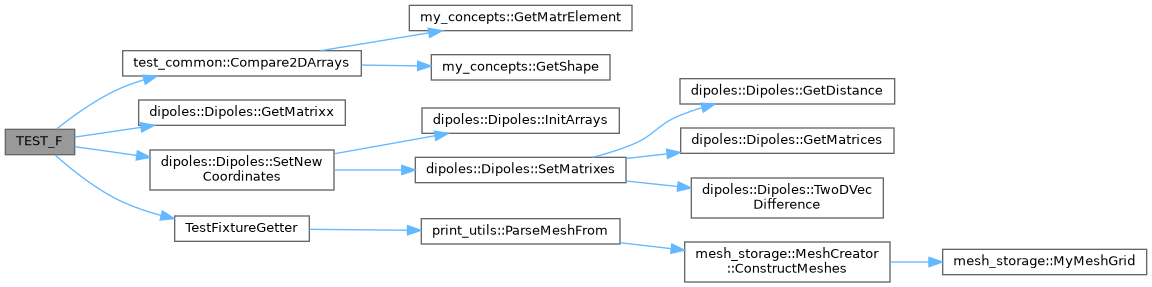 TEST_F
test_common::Compare2DArrays
my_concepts::GetMatrElement
my_concepts::GetShape
dipoles::Dipoles::GetMatrixx
dipoles::Dipoles::SetNew
Coordinates
dipoles::Dipoles::InitArrays
dipoles::Dipoles::SetMatrixes
dipoles::Dipoles::GetDistance
dipoles::Dipoles::GetMatrices
dipoles::Dipoles::TwoDVec
Difference
TestFixtureGetter
print_utils::ParseMeshFrom
mesh_storage::MeshCreator
::ConstructMeshes
mesh_storage::MyMeshGrid